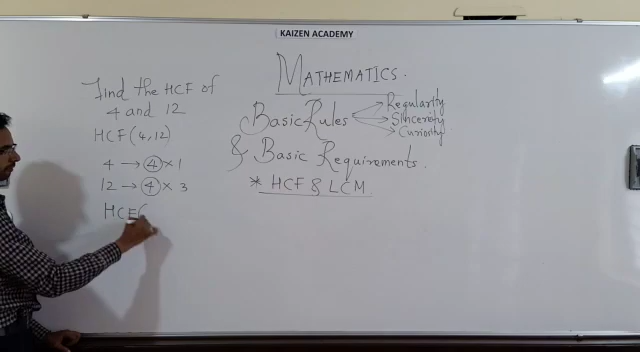 KAIZEN ACADEMY
Find the HCF of
4 and 12
HCF (4,12)
4 → 4 × 1
12 → 4 × 3
HCF(
MATHEMATICS.
Basic Rules
Regularity
Sincerity
Curiosity
& Basic Requirements.
* HCF & LCM